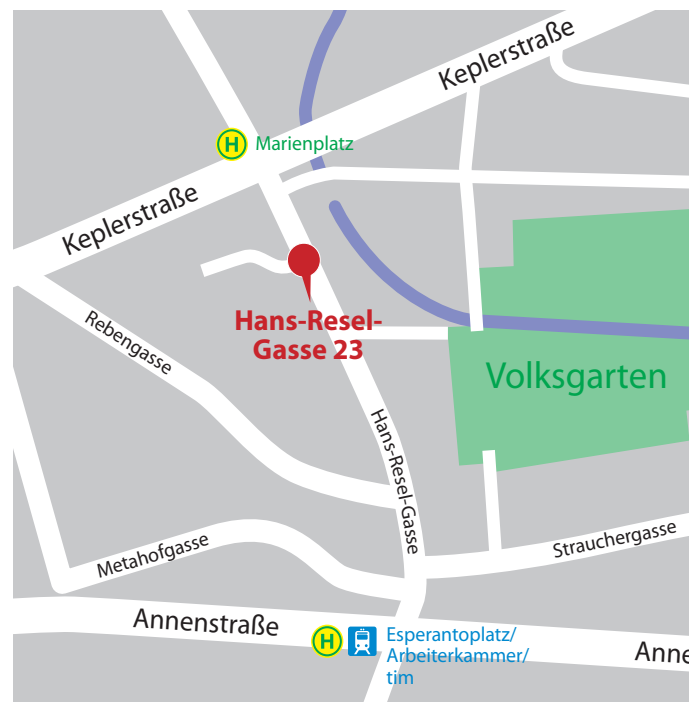 Keplerstraße
H
Marienplatz
Keplerstraße
Hans-Resel-
Gasse 23
Rebengasse
Volksgarten
Hans-Resel-Gasse
Metahofgasse
Strauchergasse
Annenstraße
H
Esperantoplatz/
Arbeiterkammer/
tim
Anne